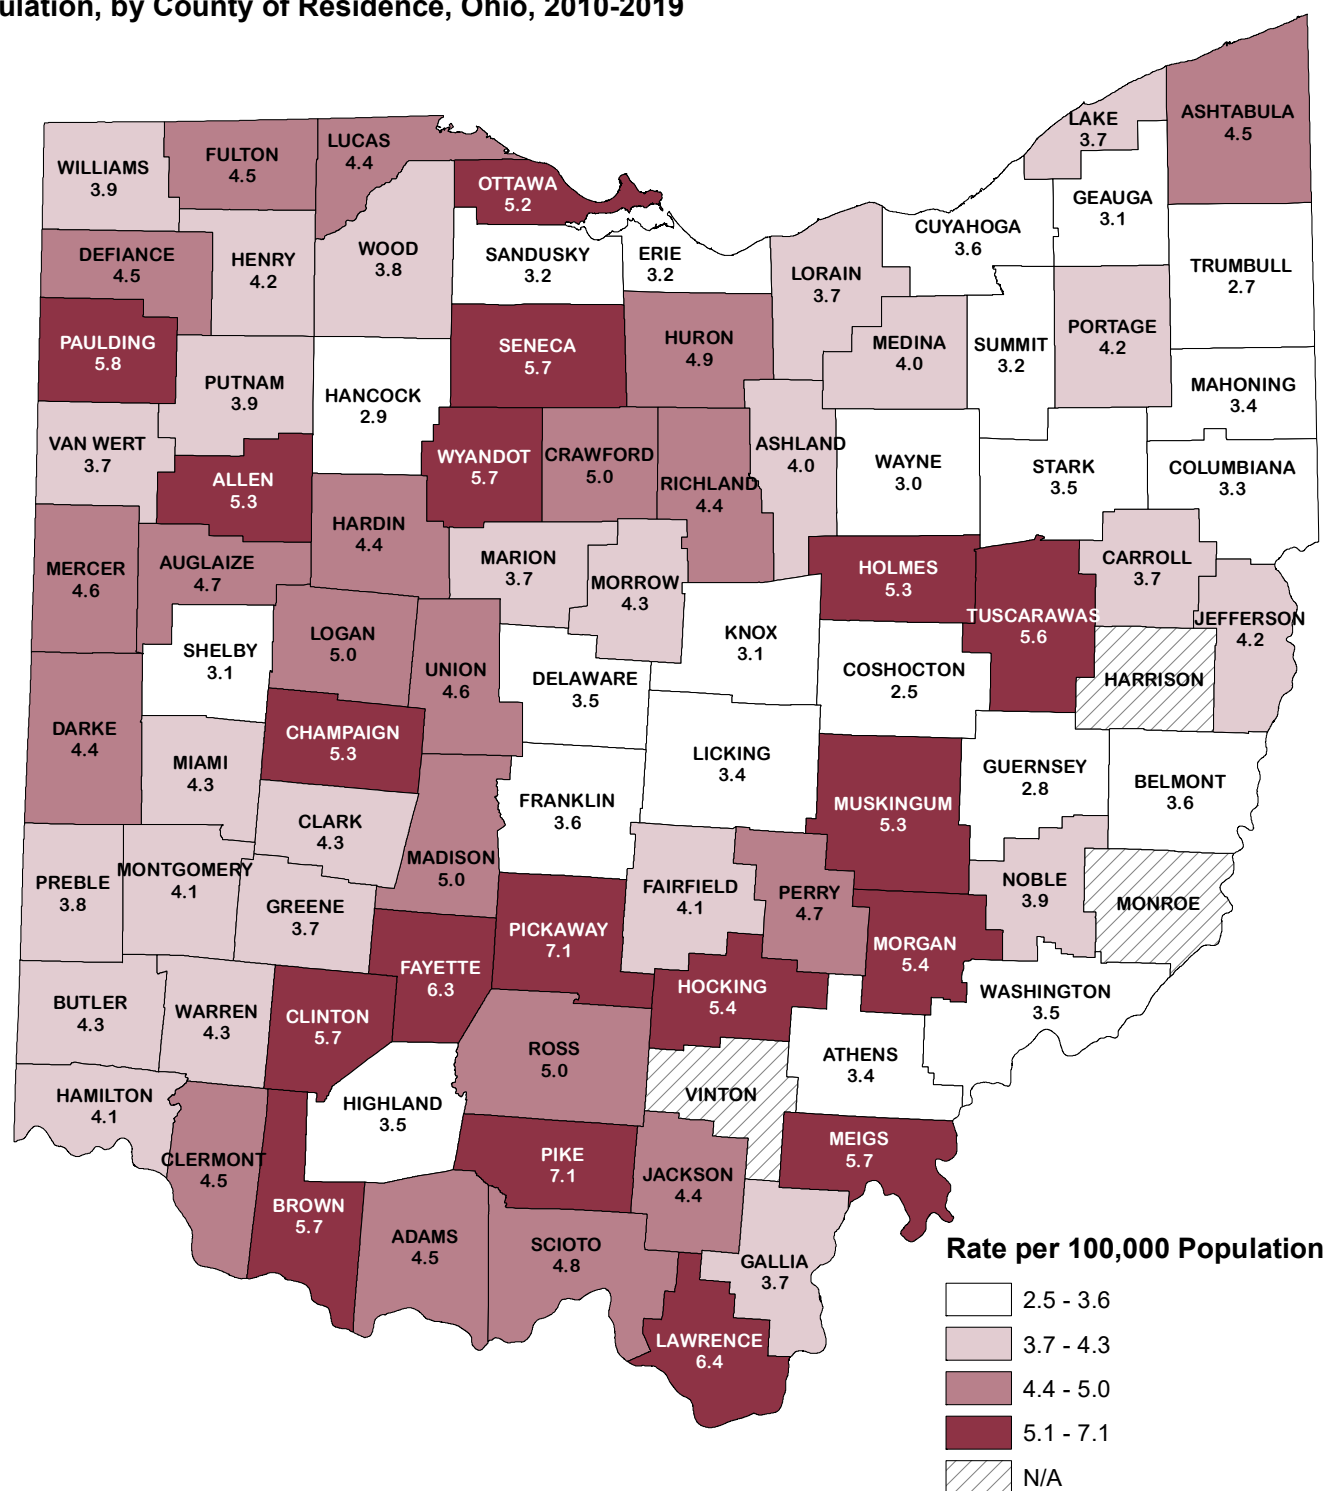 ulation, by County of Residence, Ohio, 2010-2019
ASHTABULA
4.5
LAKE
3.7
LUCAS
4.4
FULTON
4.5
WILLIAMS
3.9
OTTAWA
5.2
GEAUGA
3.1
CUYAHOGA
3.6
WOOD
3.8
DEFIANCE
4.5
HENRY
4.2
SANDUSKY
3.2
ERIE
3.2
LORAIN
3.7
TRUMBULL
2.7
PAULDING
5.8
SENECA
5.7
HURON
4.9
MEDINA
4.0
SUMMIT
3.2
PORTAGE
4.2
PUTNAM
3.9
HANCOCK
2.9
MAHONING
3.4
VAN WERT
3.7
ALLEN
5.3
WYANDOT
5.7
CRAWFORD
5.0
RICHLAND
4.4
ASHLAND
4.0
WAYNE
3.0
STARK
3.5
COLUMBIANA
3.3
HARDIN
4.4
MERCER
4.6
AUGLAIZE
4.7
MARION
3.7
MORROW
4.3
HOLMES
5.3
CARROLL
3.7
TUSCARAWAS
5.6
JEFFERSON
4.2
SHELBY
3.1
LOGAN
5.0
UNION
4.6
KNOX
3.1
DELAWARE
3.5
COSHOCTON
2.5
HARRISON
DARKE
4.4
CHAMPAIGN
5.3
MIAMI
4.3
LICKING
3.4
GUERNSEY
2.8
BELMONT
3.6
FRANKLIN
3.6
MUSKINGUM
5.3
CLARK
4.3
MADISON
5.0
PREBLE
3.8
MONTGOMERY
4.1
GREENE
3.7
FAIRFIELD
4.1
PERRY
4.7
NOBLE
3.9
MONROE
PICKAWAY
7.1
MORGAN
5.4
FAYETTE
6.3
HOCKING
5.4
WASHINGTON
3.5
BUTLER
4.3
WARREN
4.3
CLINTON
5.7
ROSS
5.0
ATHENS
3.4
HAMILTON
4.1
HIGHLAND
3.5
VINTON
MEIGS
5.7
CLERMONT
4.5
PIKE
7.1
JACKSON
4.4
BROWN
5.7
ADAMS
4.5
SCIOTO
4.8
GALLIA
3.7
LAWRENCE
6.4
Rate per 100,000 Population
2.5 - 3.6
3.7 - 4.3
4.4 - 5.0
5.1 - 7.1
N/A